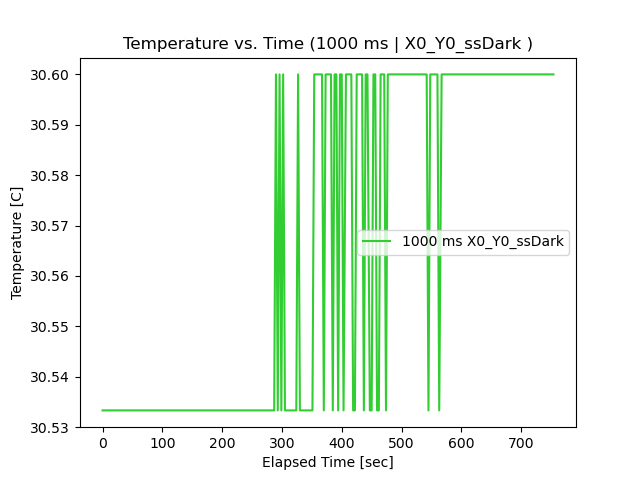 Temperature vs. Time (1000 ms | X0_Y0_ssDark )
30.60
30.59
30.58
30.57
30.56
30.55
30.54
30.53
Temperature [C]
1000 ms X0_Y0_ssDark
0 100 200 300 400 500 600 700
Elapsed Time [sec]